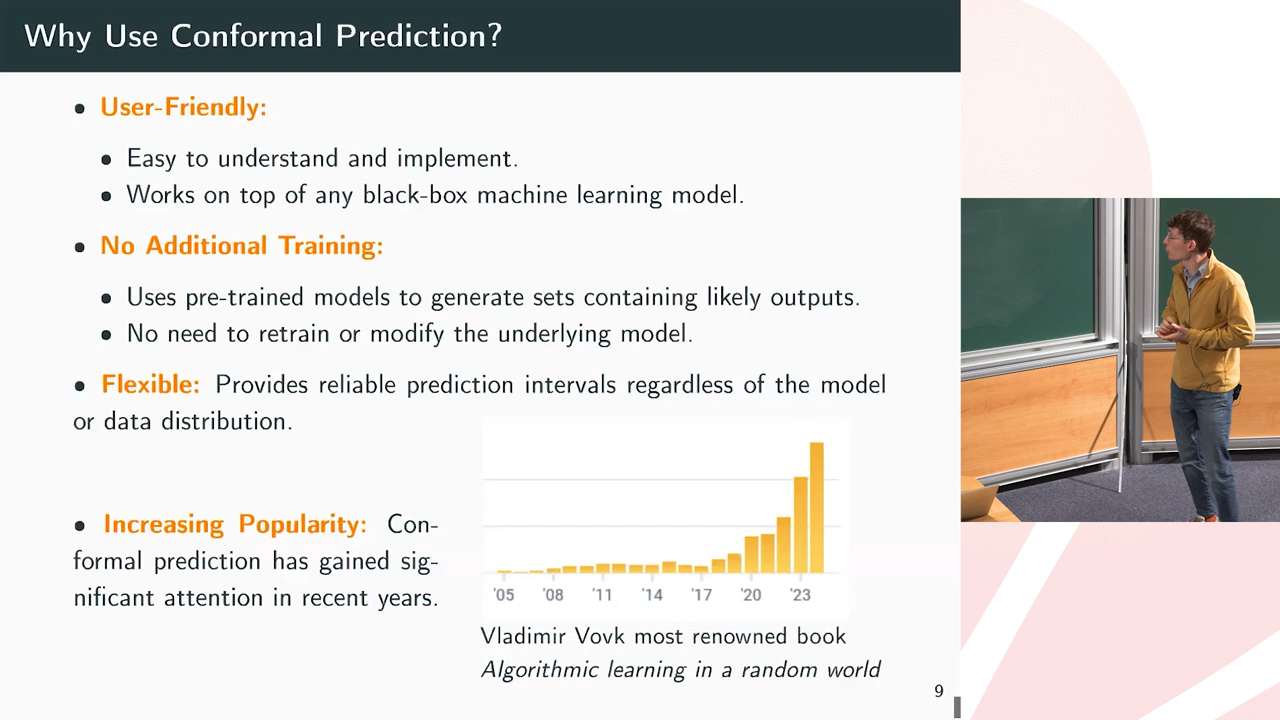 Why Use Conformal Prediction?
• User-Friendly:
• Easy to understand and implement.
• Works on top of any black-box machine learning model.
• No Additional Training:
• Uses pre-trained models to generate sets containing likely outputs.
• No need to retrain or modify the underlying model.
• Flexible: Provides reliable prediction intervals regardless of the model
or data distribution.
• Increasing Popularity: Con-
formal prediction has gained sig-
nificant attention in recent years.
'05 '08 '11 '14 '17 '20 '23
Vladimir Vovk most renowned book
Algorithmic learning in a random world
9